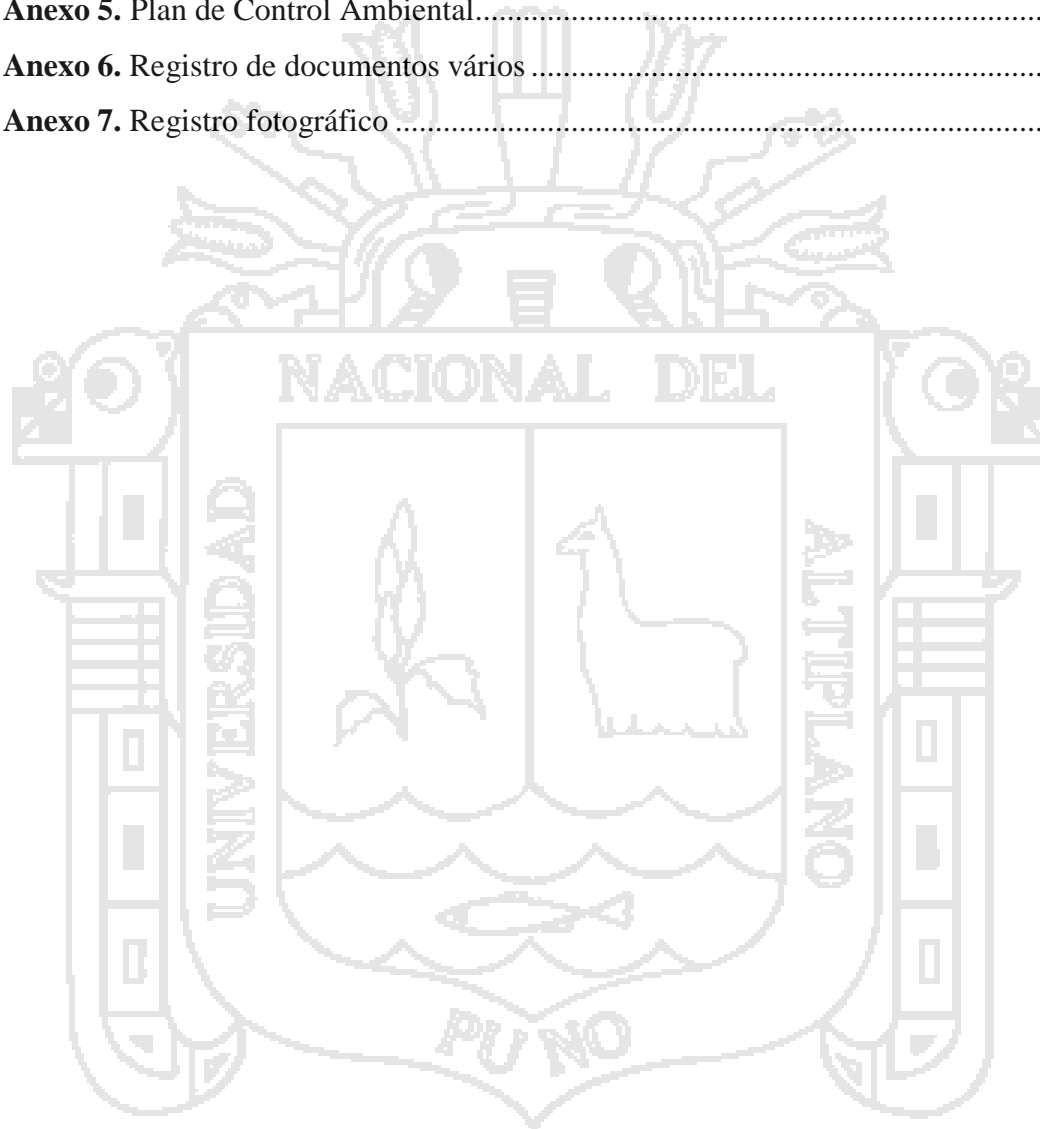 Anexo 5. Plan de Control Ambiental
Anexo 6. Registro de documentos vários
Anexo 7. Registro fotográfico
NACIONAL DEL
UNIVERSIDAD
ALTIPLANO
PUNO